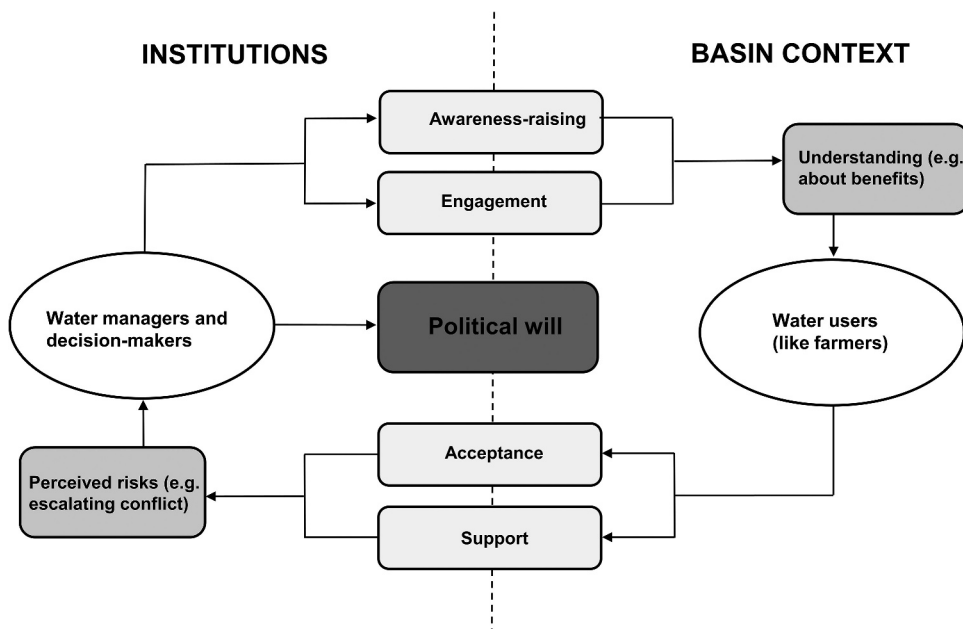 INSTITUTIONS
BASIN CONTEXT
Awareness-raising
Understanding (e.g.
about benefits)
Engagement
Water managers and
decision-makers
Political will
Water users
(like farmers)
Acceptance
Perceived risks (e.g.
escalating conflict)
Support